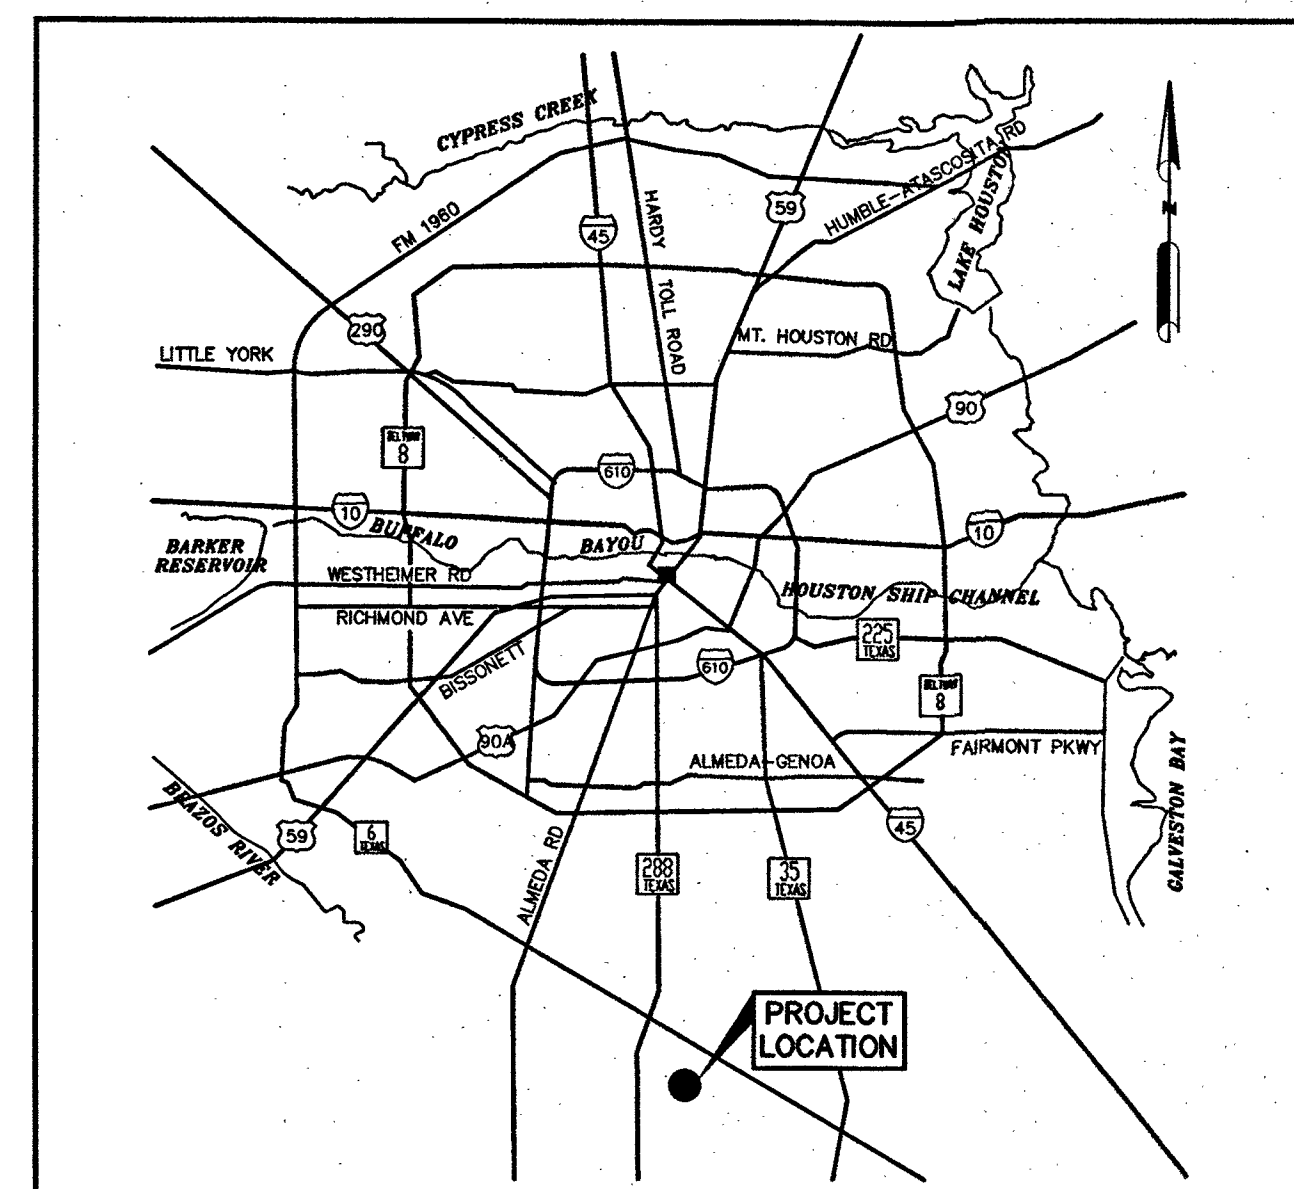 CYPRESS CREEK
HUMBLE-ATASCOSITA RD
N
HARDY
TOLL ROAD
59
45
FM 1960
LAKE HOUSTON
290
MT. HOUSTON RD
LITTLE YORK
90
BELTWAY
8
610
10
BUFFALO
BAYOU
10
BARKER
RESERVOIR
WESTHEIMER RD
HOUSTON SHIP CHANNEL
RICHMOND AVE
225
TEXAS
BISSONETT
610
BELTWAY
8
90A
FAIRMONT PKWY
ALMEDA-GENOA
GALVESTON BAY
BRAZOS RIVER
59
6
TEXAS
45
ALMEDA RD
288
TEXAS
35
TEXAS
PROJECT
LOCATION